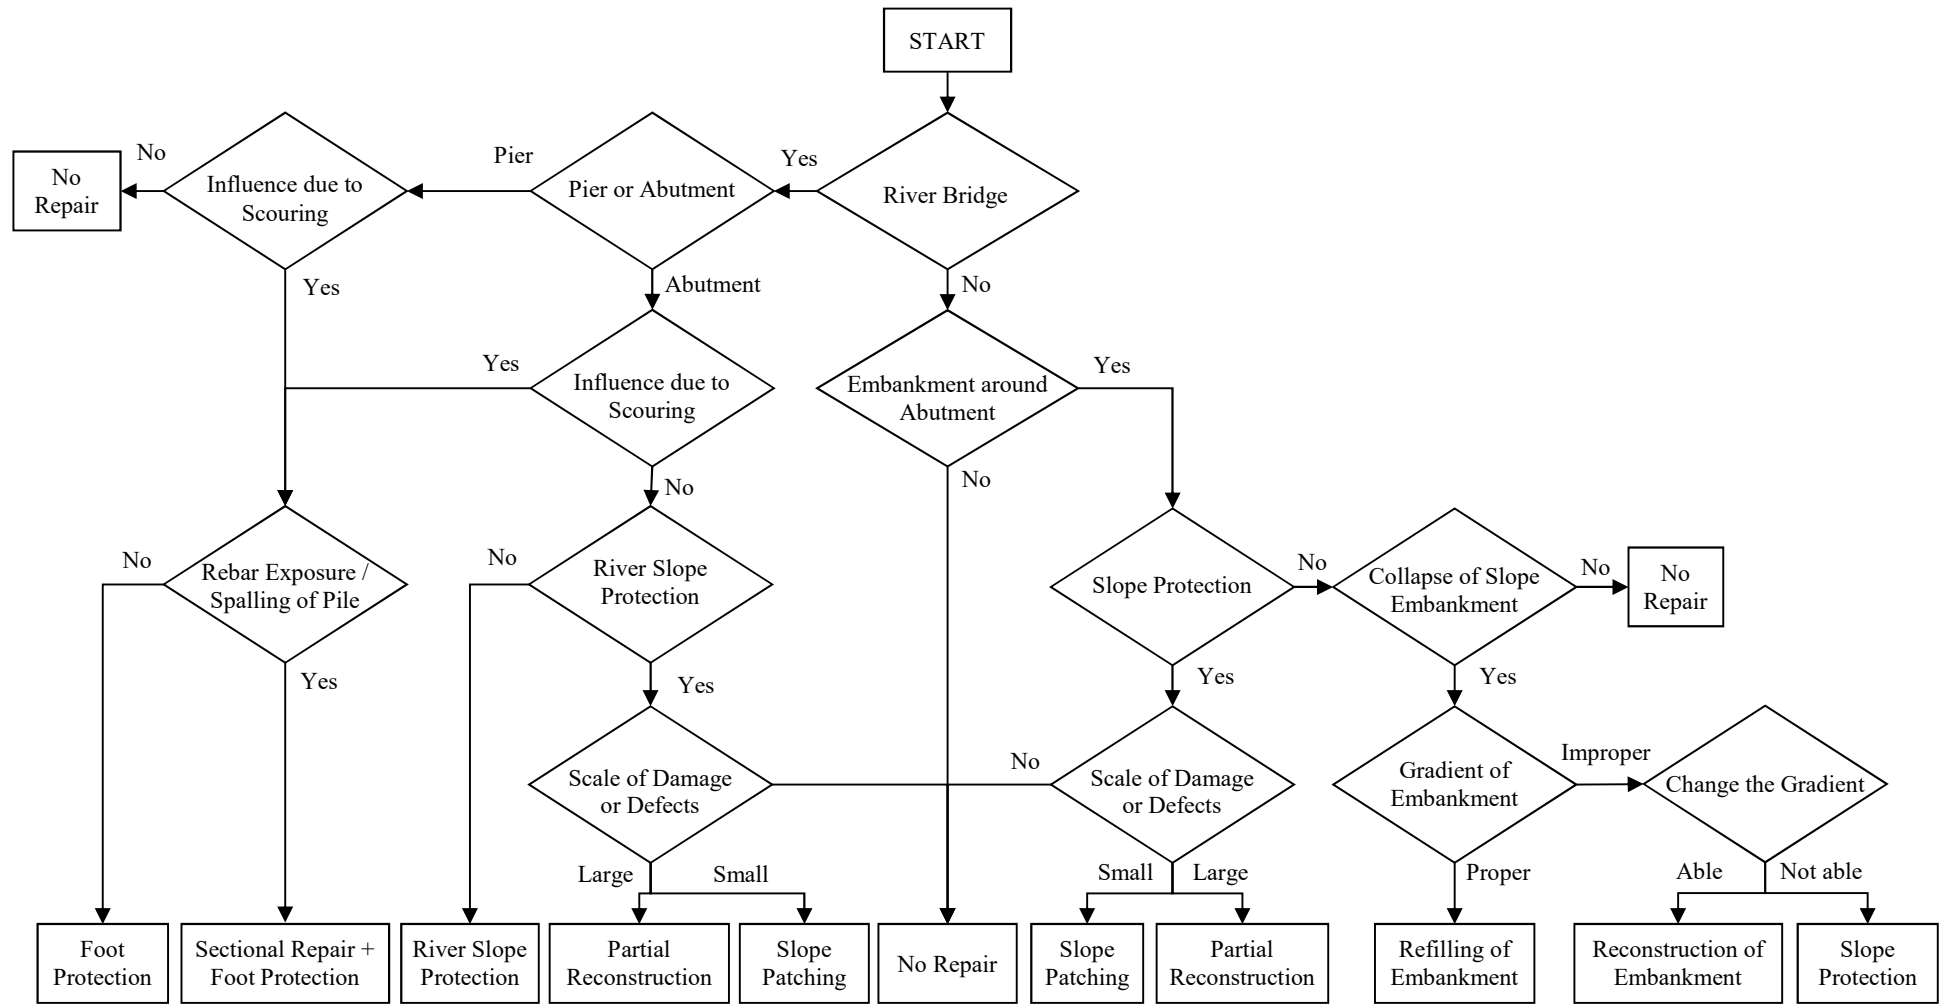 START
No
Pier
Yes
No
Repair
Influence due to
Scouring
Pier or Abutment
River Bridge
Yes
Abutment
No
Yes
Yes
Influence due to
Scouring
Embankment around
Abutment
No
No
No
No
No
No
Rebar Exposure /
Spalling of Pile
River Slope
Protection
Slope Protection
Collapse of Slope
Embankment
No
Repair
Yes
Yes
Yes
Yes
No
Improper
Scale of Damage
or Defects
Scale of Damage
or Defects
Gradient of
Embankment
Change the Gradient
Large
Small
Small
Large
Proper
Able
Not able
Foot
Protection
Sectional Repair +
Foot Protection
River Slope
Protection
Partial
Reconstruction
Slope
Patching
No Repair
Slope
Patching
Partial
Reconstruction
Refilling of
Embankment
Reconstruction of
Embankment
Slope
Protection